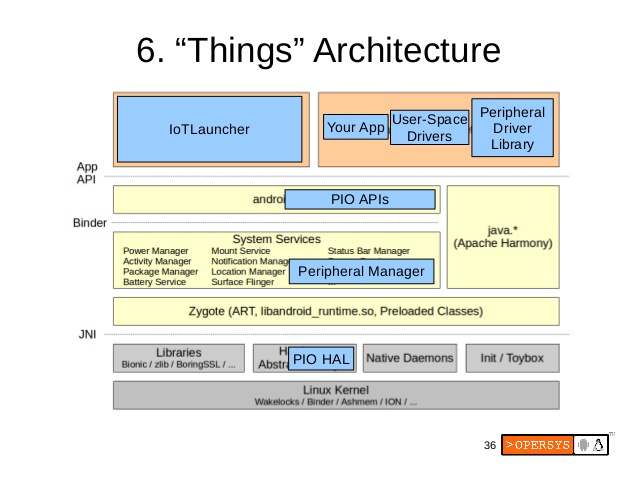 6. “Things” Architecture
IoTLauncher
Your App
User-Space
Drivers
Peripheral
Driver
Library
App
API
androi
PIO APIs
Binder
java.*
(Apache Harmony)
System Services
Power Manager
Mount Service
Status Bar Manager
Activity Manager
Notification Manag
Package Manager
Location Manager
Battery Service
Surface Flinger
...
Peripheral Manager
Zygote (ART, libandroid_runtime.so, Preloaded Classes)
JNI
Libraries
Bionic / zlib / BoringSSL / ...
Abstra
PIO HAL
Native Daemons
Init / Toybox
Linux Kernel
Wakelocks / Binder / Ashmem / ION / ...
36
>OPERSYS
TM